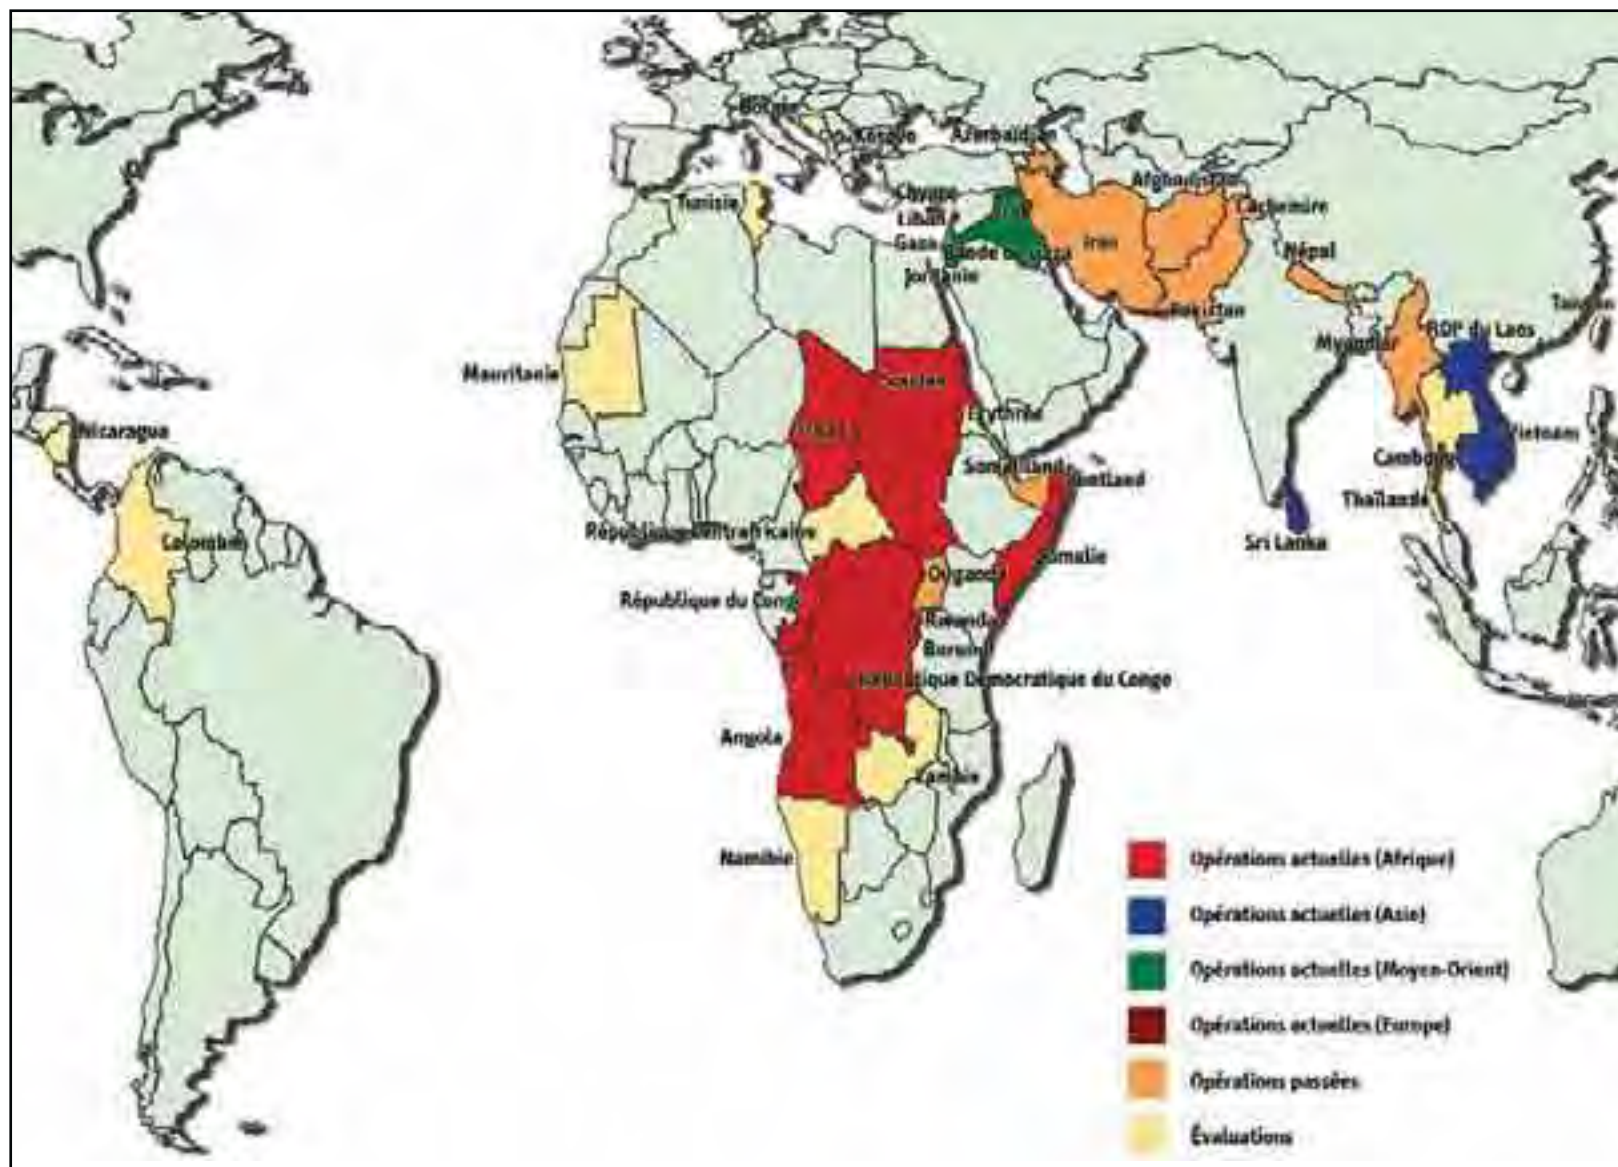 Kosovo
Azerbaïdjan
Afghanistan
Chypre
Tunisie
Cachemire
Liban
Gaza
Iran
Népal
Jordanie
Pakistan
RDP du Laos
Myanmar
Mauritanie
Soudan
Érythrée
Nicaragua
Vietnam
Somaliland
Puntland
Thaïlande
République Centrafricaine
Colombie
Sri Lanka
Somalie
Ouganda
République du Congo
Rwanda
République Démocratique du Congo
Angola
Zambie
Namibie
Opérations actuelles (Afrique)
Opérations actuelles (Asie)
Opérations actuelles (Moyen-Orient)
Opérations actuelles (Europe)
Opérations passées
Évaluations